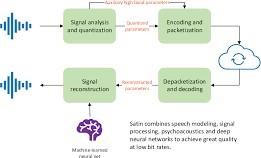 Auxiliary high band parameters
Signal analysis
and quantization
Quantized
parameters
Encoding and
packetization
Signal
reconstruction
Reconstructed
parameters
Depacketization
and decoding
Machine-learned
neural net
Satin combines speech modeling, signal
processing, psychoacoustics and deep
neural networks to achieve great quality
at low bit rates.